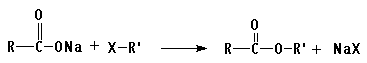 O O
R—C—ONa + X—R' → R—C—O—R' + NaX